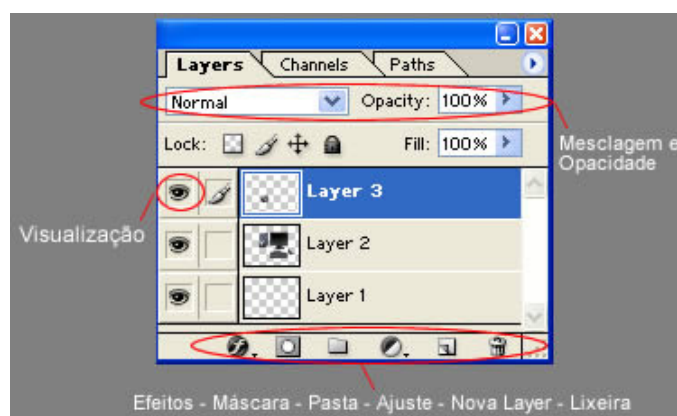 Layers Channels Paths
Normal Opacity: 100%
Lock: Fill: 100%
Mesclagem e
Opacidade
Layer 3
Visualização
Layer 2
Layer 1
Efeitos - Máscara - Pasta - Ajuste - Nova Layer - Lixeira